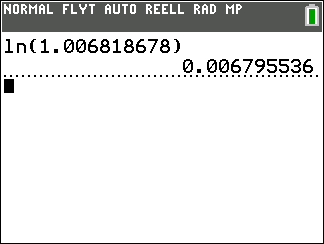 NORMAL FLYT AUTO REELL RAD MP
ln(1.006818678)
0.006795536